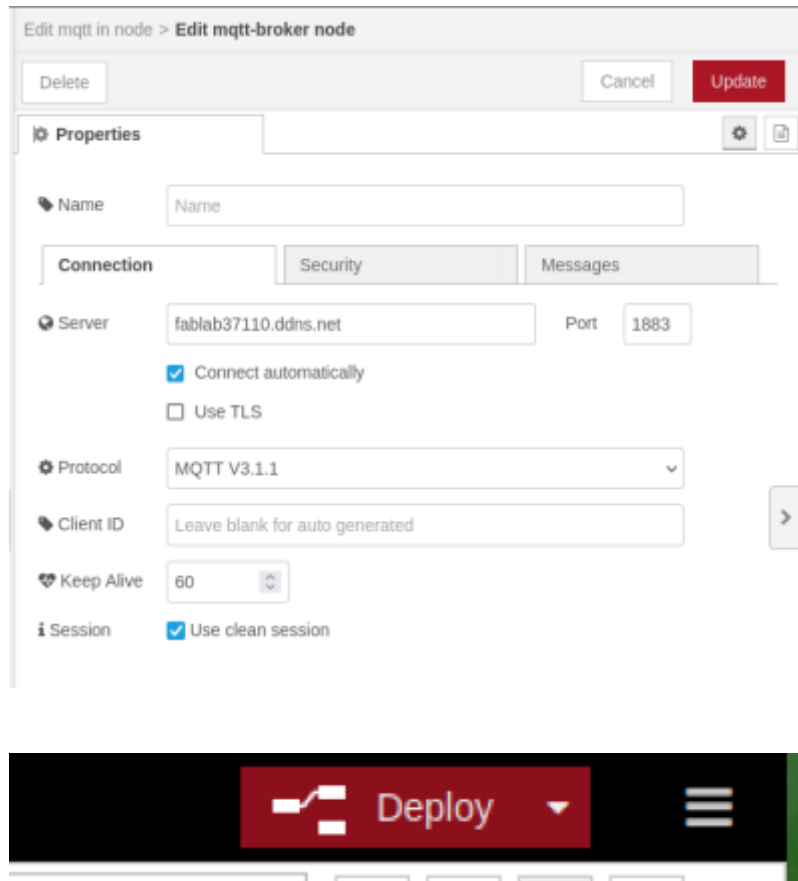 Edit mqtt in node > Edit mqtt-broker node
Delete Cancel Update
Properties
Name Name
Connection Security Messages
Server fablab37110.ddns.net Port 1883
Connect automatically
Use TLS
Protocol MQTT V3.1.1
Client ID Leave blank for auto generated
Keep Alive 60
Session Use clean session
Deploy